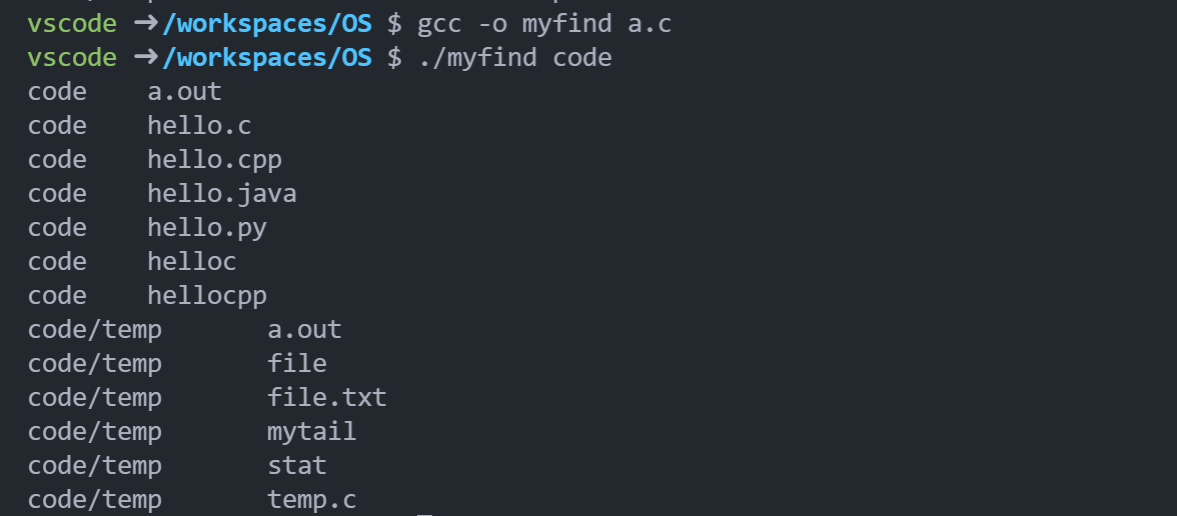 vscode ➜ /workspaces/OS $ gcc -o myfind a.c
vscode ➜ /workspaces/OS $ ./myfind code
code    a.out
code    hello.c
code    hello.cpp
code    hello.java
code    hello.py
code    helloc
code    hellocpp
code/temp       a.out
code/temp       file
code/temp       file.txt
code/temp       mytail
code/temp       stat
code/temp       temp.c